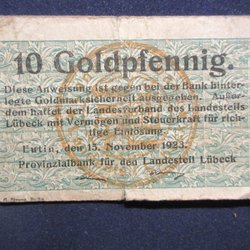 10 Goldpfennig.
Diese Anweisung ist gegen bei der Bank hinter-
legte Goldmarksicherheit ausgegeben. Außer-
dem haftet der Landesverband des Landesteils
Lübeck mit Vermögen und Steuerkraft für rich-
tige Einlösung.
Eutin, den 15. November 1923.
Provinzialbank für den Landesteil Lübeck